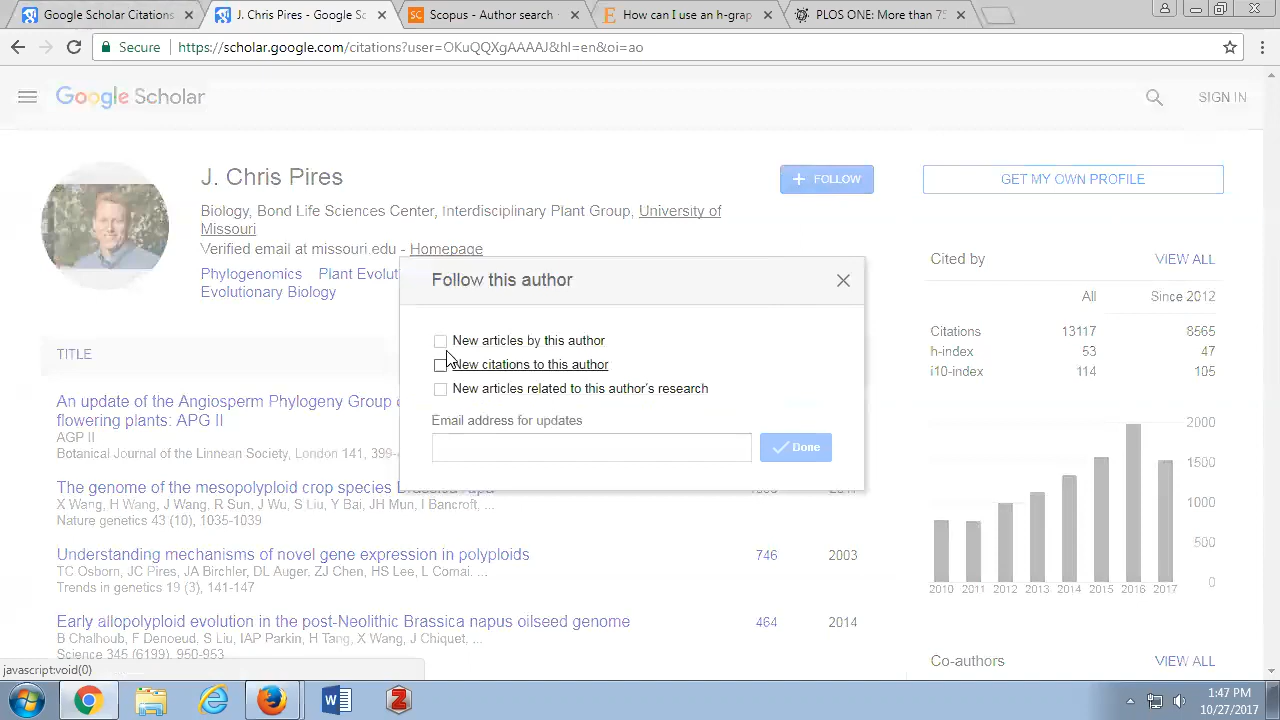 Google Scholar Citations
J. Chris Pires - Google Sc
Scopus - Author search
How can I use an h-grap
PLOS ONE: More than 75
Secure
https://scholar.google.com/citations?user=OKuQQXgAAAAJ&hl=en&oi=ao
Google Scholar
SIGN IN
J. Chris Pires
FOLLOW
GET MY OWN PROFILE
Biology, Bond Life Sciences Center, Interdisciplinary Plant Group, University of
Missouri
Verified email at missouri.edu - Homepage
Phylogenomics Plant Evolut
Evolutionary Biology
Follow this author
New articles by this author
New citations to this author
New articles related to this author's research
Email address for updates
Done
Cited by
VIEW ALL
All Since 2012
Citations 13117 8565
h-index 53 47
i10-index 114 105
2000
1500
1000
500
0
2010 2011 2012 2013 2014 2015 2016 2017
Co-authors
VIEW ALL
TITLE
An update of the Angiosperm Phylogeny Group
flowering plants: APG II
AGP II
Botanical Journal of the Linnean Society, London 141, 399-
The genome of the mesopolyploid crop species Brassica rapa
X Wang, H Wang, J Wang, R Sun, J Wu, S Liu, Y Bai, JH Mun, I Bancroft, ...
Nature genetics 43 (10), 1035-1039
Understanding mechanisms of novel gene expression in polyploids 746 2003
TC Osborn, JC Pires, JA Birchler, DL Auger, ZJ Chen, HS Lee, L Comai, ...
Trends in genetics 19 (3), 141-147
Early allopolyploid evolution in the post-Neolithic Brassica napus oilseed genome 464 2014
B Chalhoub, F Denoeud, S Liu, IAP Parkin, H Tang, X Wang, J Chiquet, ...
Science 345 (6199), 950-953
javascript:void(0)
1:47 PM
10/27/2017